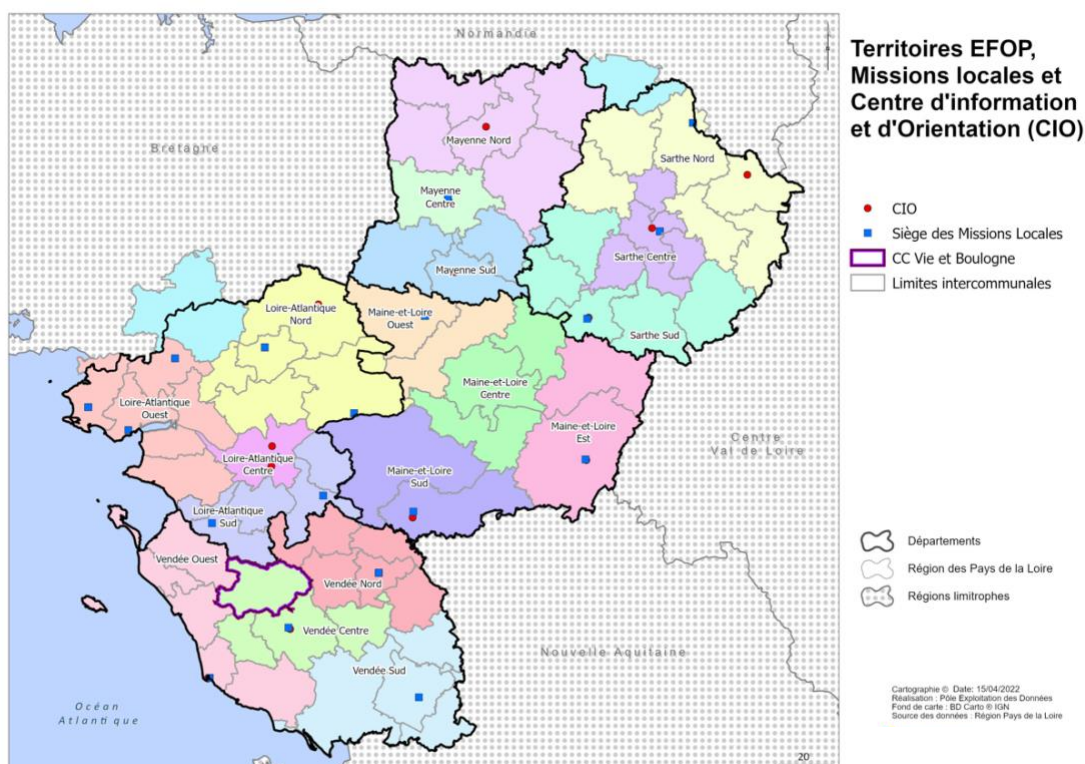 Territoires EFOP,
Missions locales et
Centre d'information
et d'Orientation (CIO)
CIO
Siège des Missions Locales
CC Vie et Boulogne
Limites intercommunales
Normandie
Bretagne
Mayenne Nord
Sarthe Nord
Mayenne
Centre
Mayenne Sud
Sarthe Centre
Loire-Atlantique
Nord
Maine-et-Loire
Ouest
Sarthe Sud
Maine-et-Loire
Centre
Loire-Atlantique
Ouest
Maine-et-Loire
Est
Centre
Val de Loire
Loire-Atlantique
Centre
Maine-et-Loire
Sud
Loire-Atlantique
Sud
Vendée Ouest
Vendée Nord
Vendée Centre
Vendée Sud
Nouvelle Aquitaine
Océan
Atlantique
Départements
Région des Pays de la Loire
Régions limitrophes
Cartographie © Date: 15/04/2022
Réalisation : Pôle Exploitation des Données
Fond de carte : BD Carto ® IGN
Source des données : Région Pays de la Loire
20